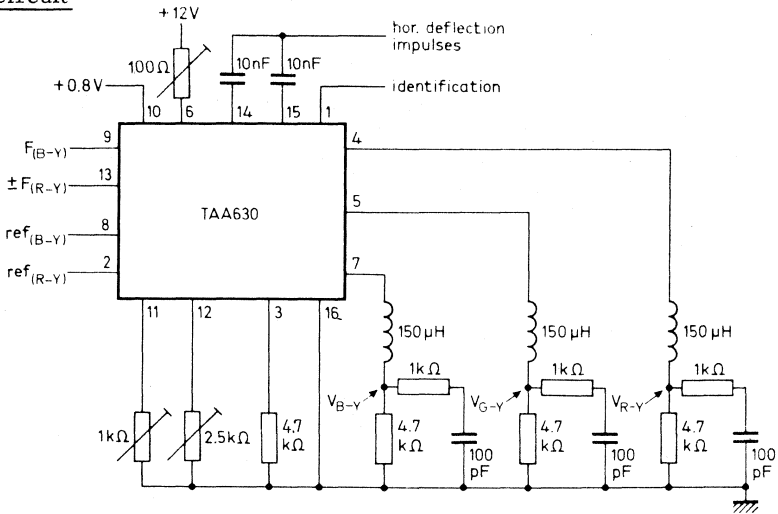 circuit
+12V
100Ω
hor. deflection
impulses
10nF
10nF
+0.8V
identification
10
6
14
15
1
9
F(B-Y)
4
13
±F(R-Y)
TAA630
5
8
ref(B-Y)
2
ref(R-Y)
7
11
12
3
16
150µH
150µH
150µH
1kΩ
1kΩ
1kΩ
VB-Y
VG-Y
VR-Y
1kΩ
2.5kΩ
4.7
kΩ
4.7
kΩ
100
pF
4.7
kΩ
100
pF
4.7
kΩ
100
pF